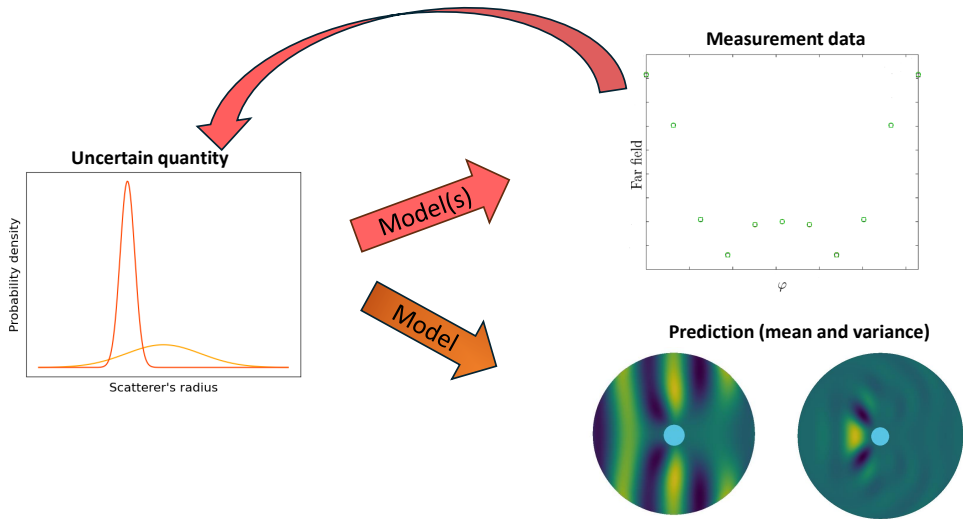 Measurement data
Far field
φ
Uncertain quantity
Probability density
Scatterer's radius
Model(s)
Model
Prediction (mean and variance)